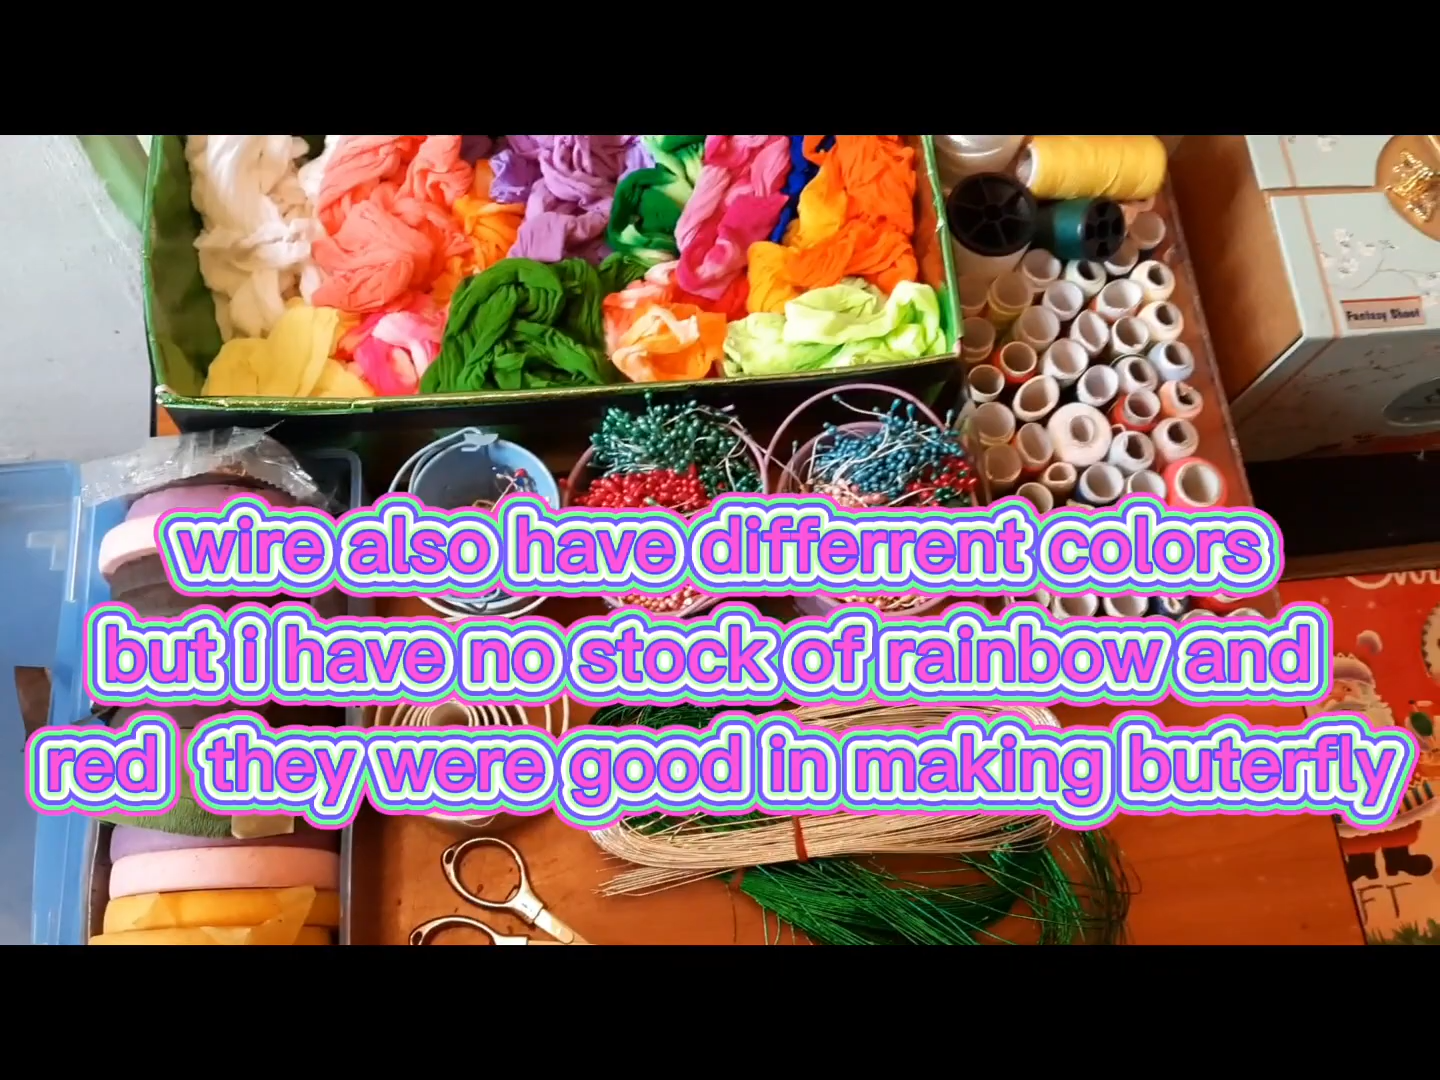 Fantasy Sheet
wire also have differrent colors
but i have no stock of rainbow and
red they were good in making buterfly
FT